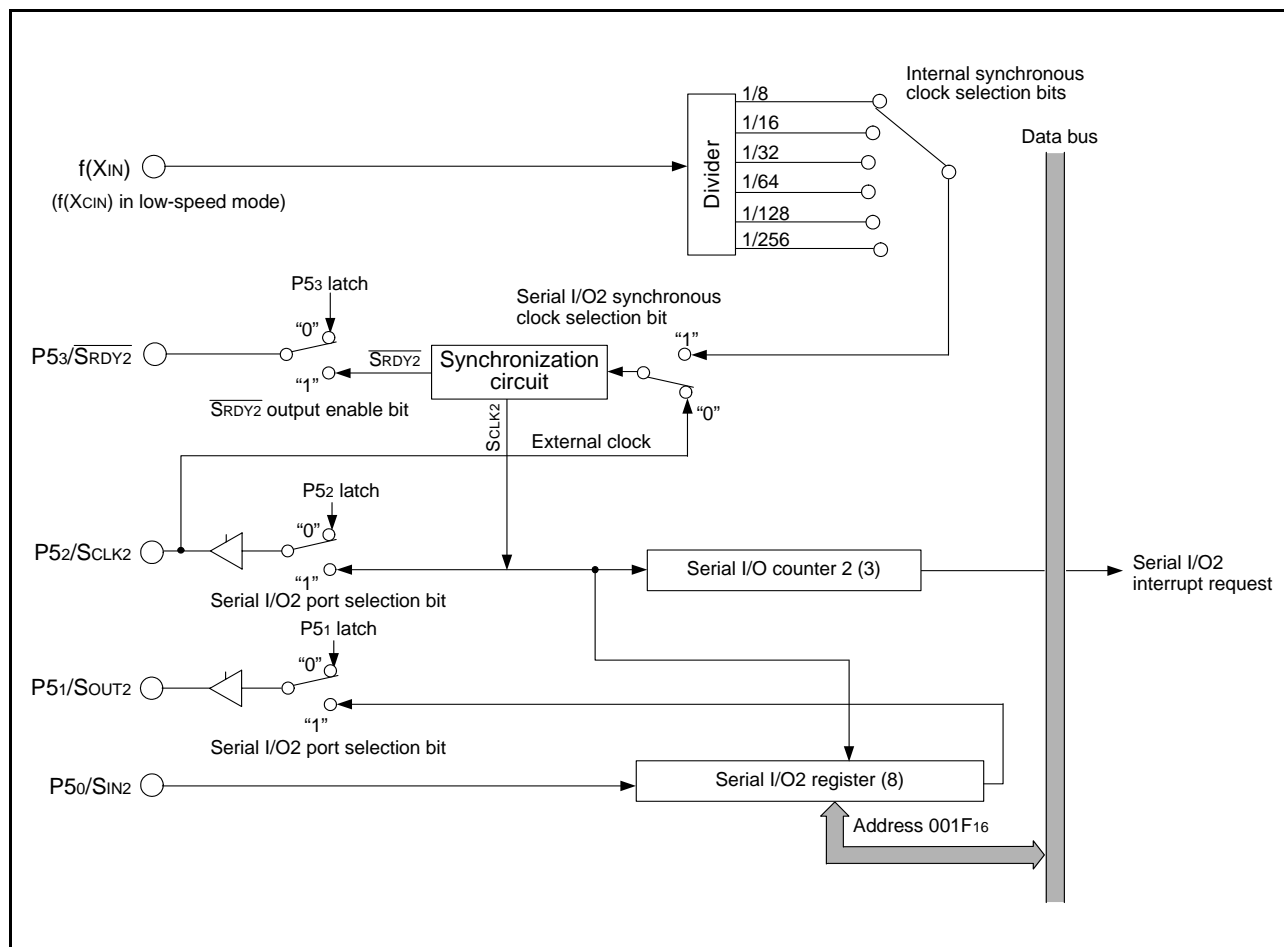 Internal synchronous
clock selection bits
1/8
1/16
1/32
1/64
1/128
1/256
Divider
Data bus
f(XIN)
(f(XCIN) in low-speed mode)
P53 latch
"0"
"1"
P53/SRDY2
SRDY2 output enable bit
SRDY2
Synchronization
circuit
Serial I/O2 synchronous
clock selection bit
"1"
"0"
SCLK2
External clock
P52 latch
"0"
"1"
P52/SCLK2
Serial I/O2 port selection bit
Serial I/O counter 2 (3)
Serial I/O2
interrupt request
P51 latch
"0"
"1"
P51/SOUT2
Serial I/O2 port selection bit
P50/SIN2
Serial I/O2 register (8)
Address 001F16